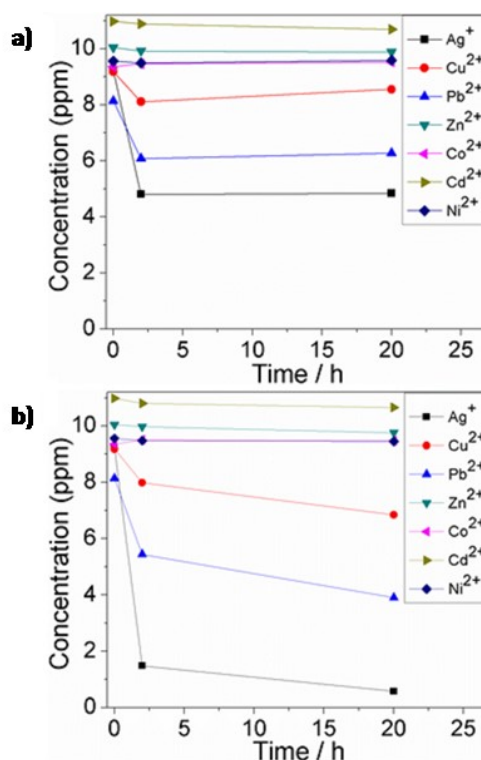 a)
Concentration (ppm)
10
8
6
4
2
0
0 5 10 15 20 25
Time / h
Ag+
Cu2+
Pb2+
Zn2+
Co2+
Cd2+
Ni2+
b)
Concentration (ppm)
10
8
6
4
2
0
0 5 10 15 20 25
Time / h
Ag+
Cu2+
Pb2+
Zn2+
Co2+
Cd2+
Ni2+